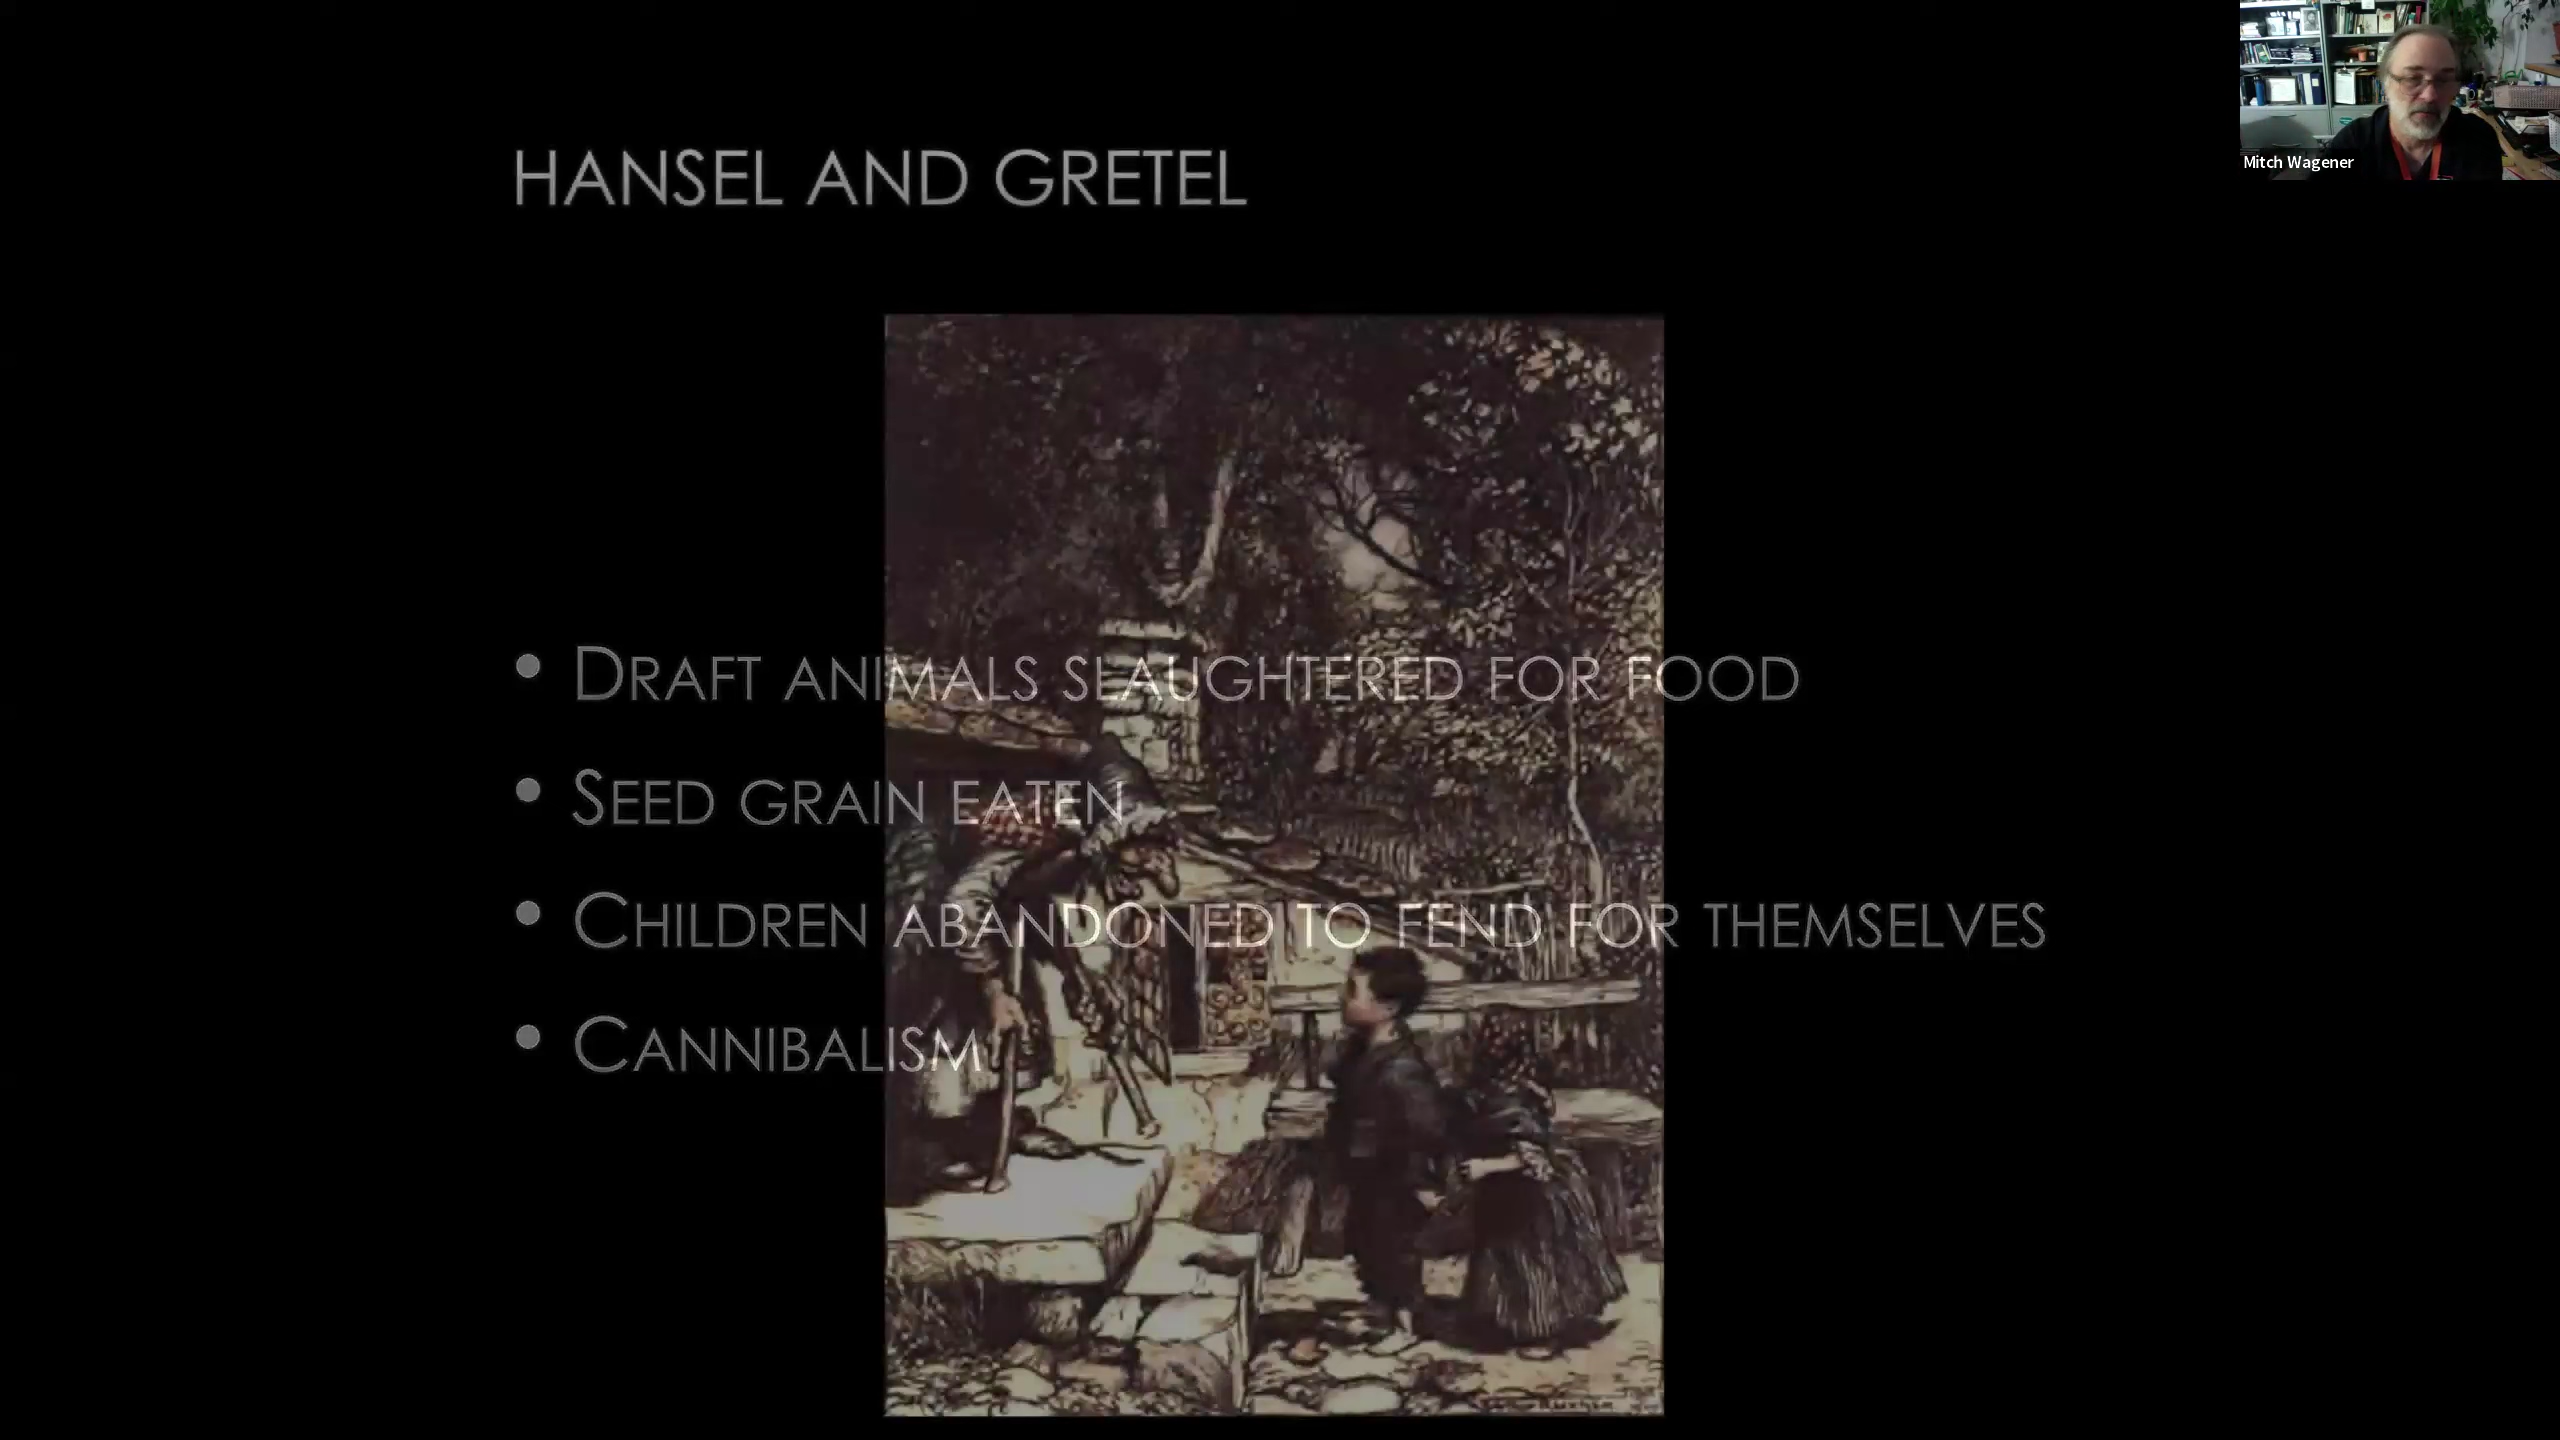 Mitch Wagener
HANSEL AND GRETEL
• DRAFT ANIMALS SLAUGHTERED FOR FOOD
• SEED GRAIN EATEN
• CHILDREN ABANDONED TO FEND FOR THEMSELVES
• CANNIBALISM